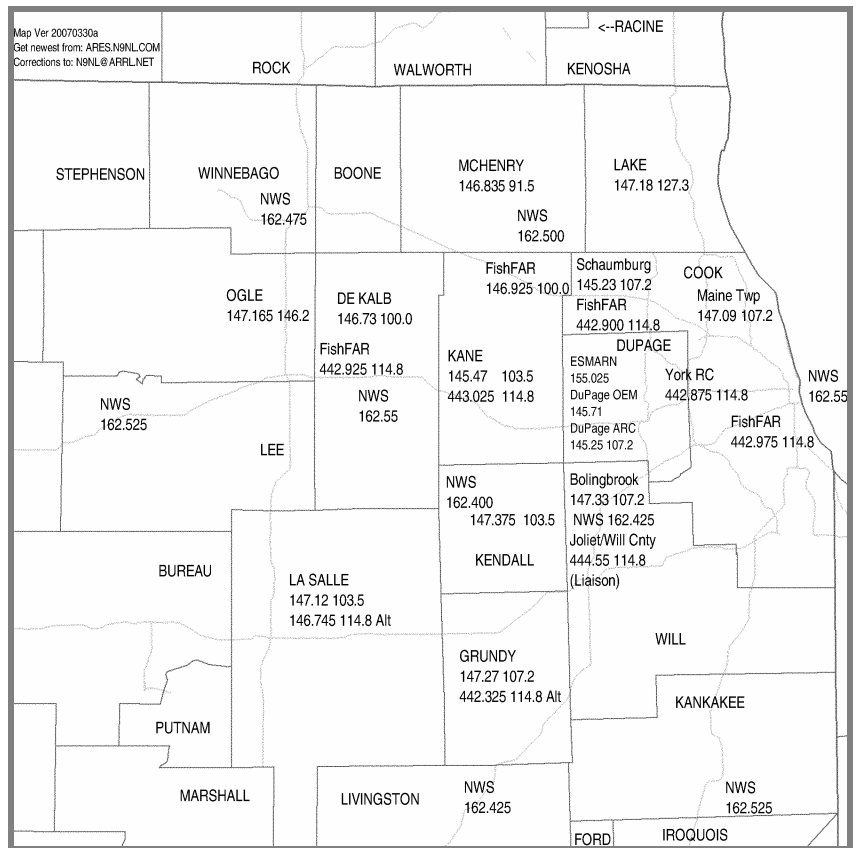 Map Ver 20070330a
Get newest from: ARES.N9NL.COM
Corrections to: N9NL@ARRL.NET
<--RACINE
ROCK
WALWORTH
KENOSHA
STEPHENSON
WINNEBAGO
NWS
162.475
BOONE
MCHENRY
146.835 91.5
NWS
162.500
LAKE
147.18 127.3
OGLE
147.165 146.2
DE KALB
146.73 100.0
FishFAR
442.925 114.8
NWS
162.55
FishFAR
146.925 100.0
KANE
145.47 103.5
443.025 114.8
Schaumburg
145.23 107.2
FishFAR
442.900 114.8
COOK
Maine Twp
147.09 107.2
DUPAGE
ESMARN
155.025
DuPage OEM
145.71
DuPage ARC
145.25 107.2
York RC
442.875 114.8
FishFAR
442.975 114.8
NWS
162.55
NWS
162.525
LEE
NWS
162.400
147.375 103.5
KENDALL
Bolingbrook
147.33 107.2
NWS 162.425
Joliet/Will Cnty
444.55 114.8
(Liaison)
BUREAU
LA SALLE
147.12 103.5
146.745 114.8 Alt
GRUNDY
147.27 107.2
442.325 114.8 Alt
WILL
KANKAKEE
PUTNAM
MARSHALL
LIVINGSTON
NWS
162.425
NWS
162.525
FORD
IROQUOIS